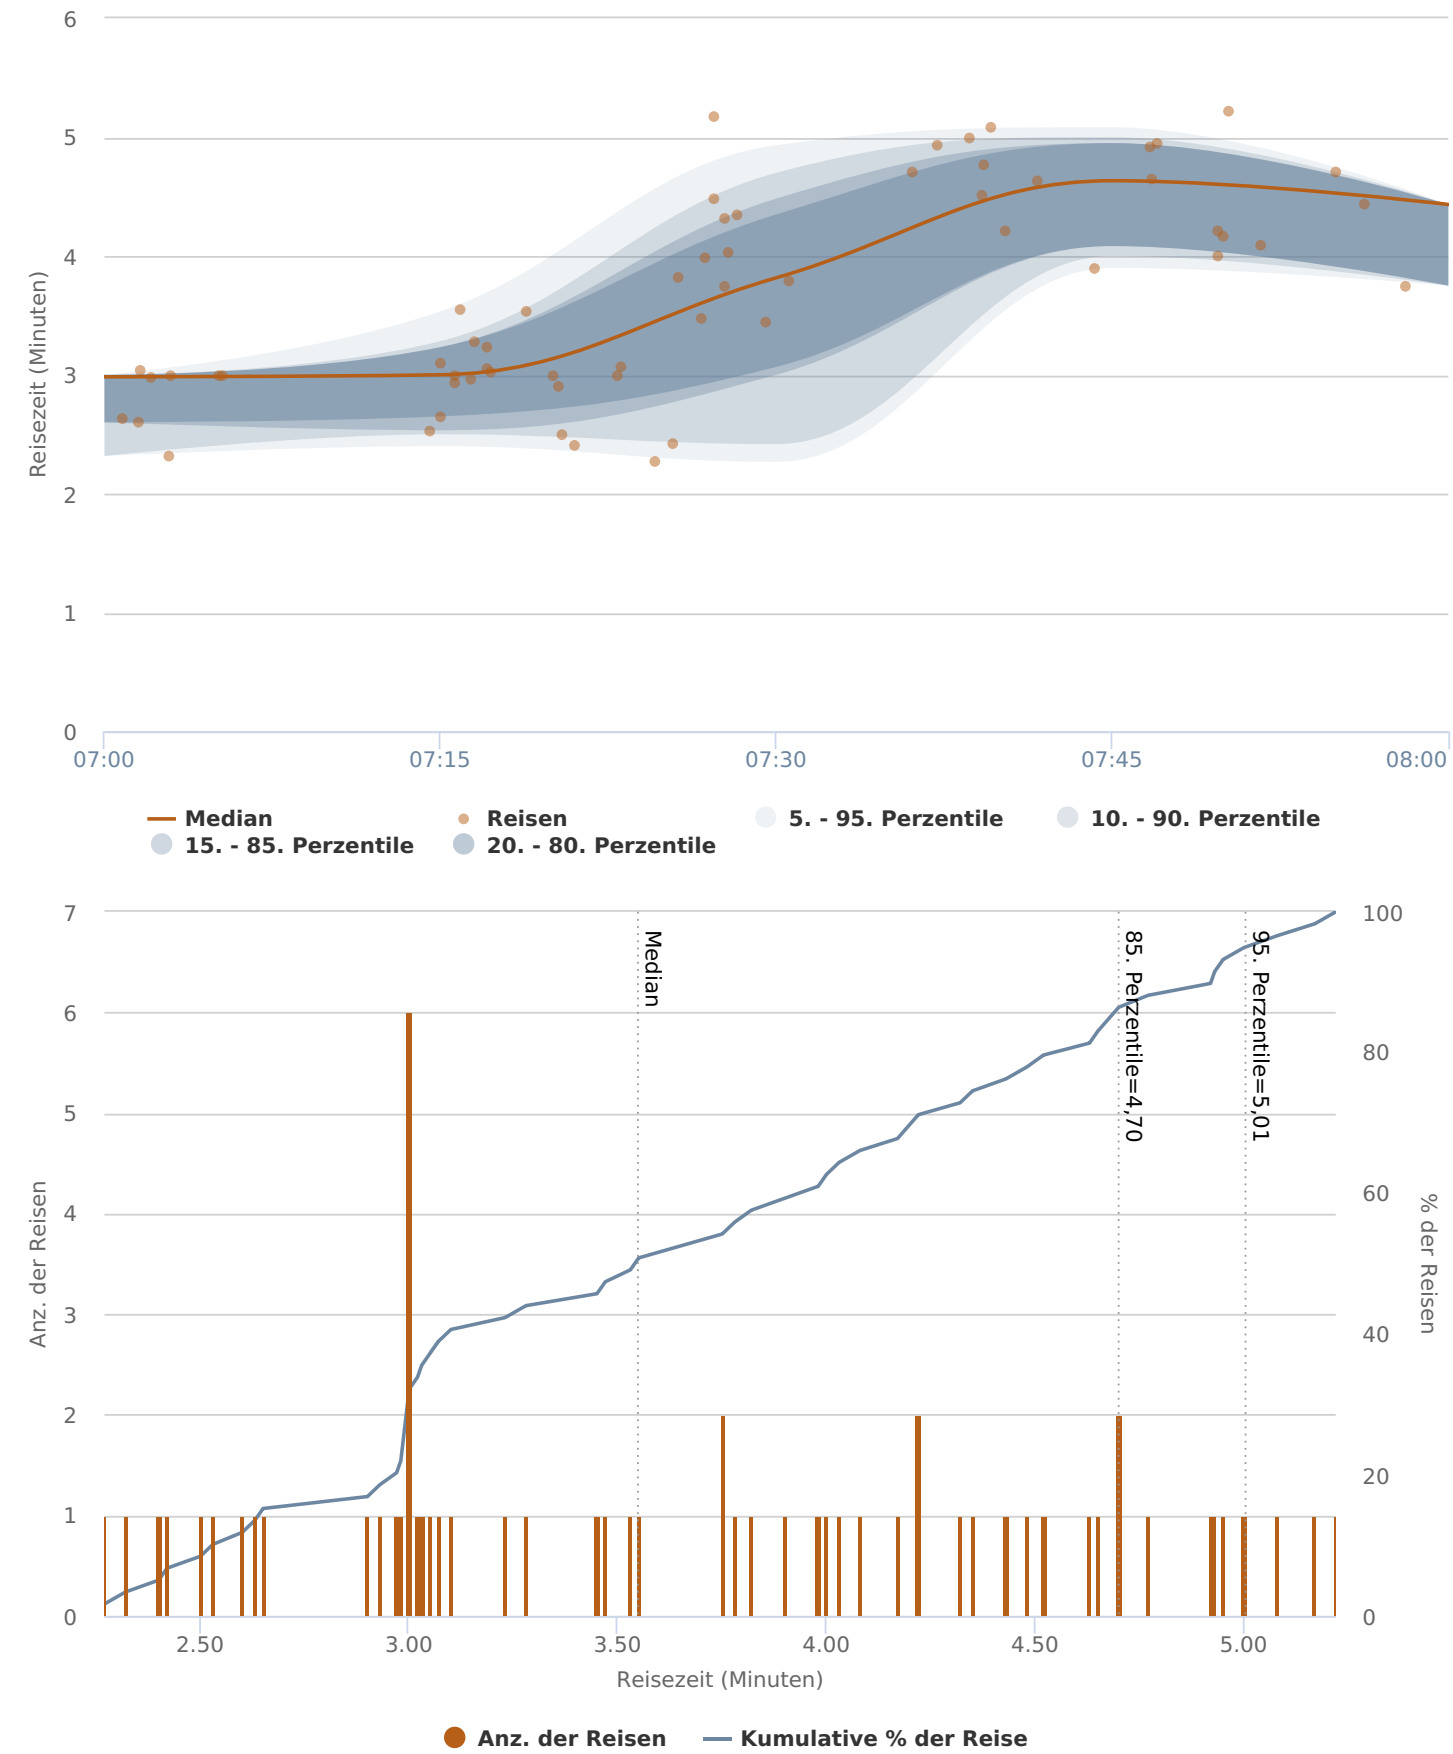 6
5
4
3
2
1
0
Reisezeit (Minuten)
07:00 07:15 07:30 07:45 08:00
Median Reisen 5. - 95. Perzentile 10. - 90. Perzentile
15. - 85. Perzentile 20. - 80. Perzentile
7
6
5
4
3
2
1
0
Anz. der Reisen
Median
85. Perzentile=4,70
95. Perzentile=5,01
100
80
60
40
20
0
% der Reisen
2.50 3.00 3.50 4.00 4.50 5.00
Reisezeit (Minuten)
Anz. der Reisen Kumulative % der Reise